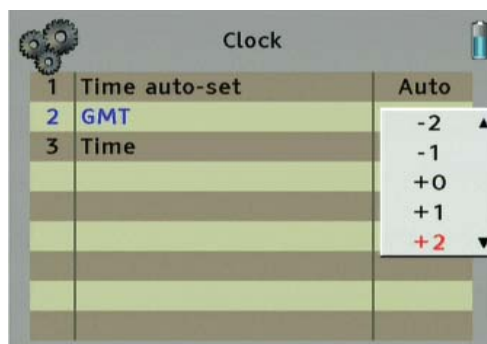 Clock
1 Time auto-set Auto
2 GMT
3 Time
-2 ▲
-1
+0
+1
+2 ▼